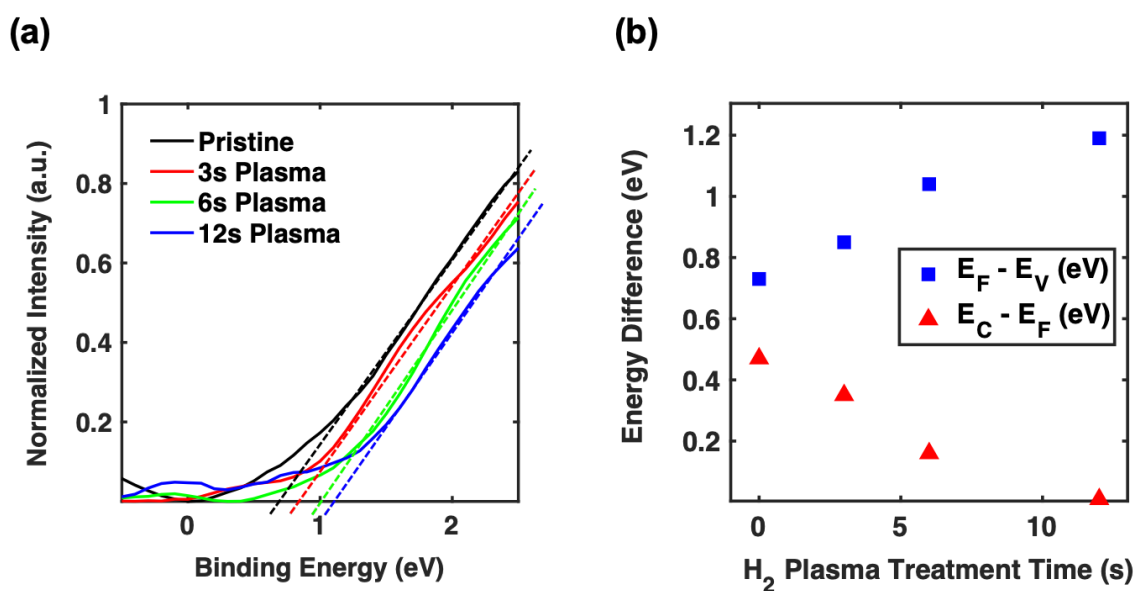 (a)
(b)
Normalized Intensity (a.u.)
1
0.8
0.6
0.4
0.2
Pristine
3s Plasma
6s Plasma
12s Plasma
0
1
2
Binding Energy (eV)
Energy Difference (eV)
1.2
1
0.8
0.6
0.4
0.2
E_F - E_V (eV)
E_C - E_F (eV)
0
5
10
H_2 Plasma Treatment Time (s)